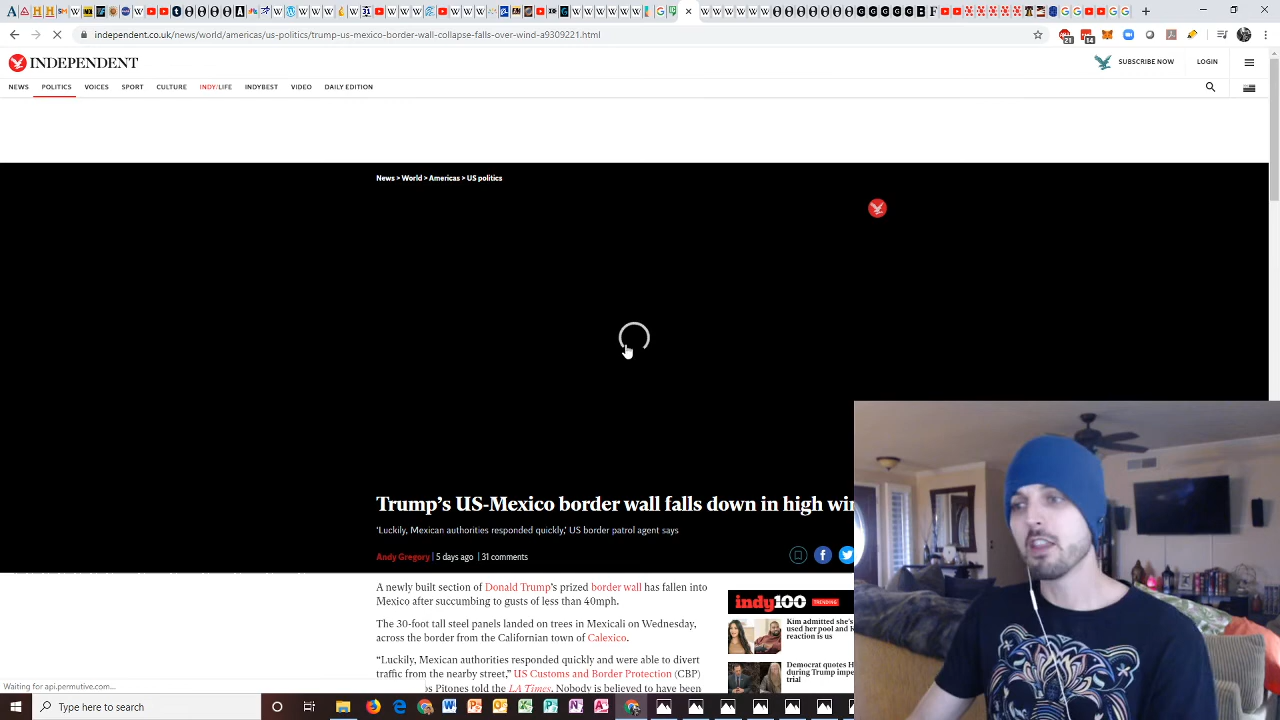 independent.co.uk/news/world/americas/us-politics/trump-us-mexico-border-wall-collapse-falls-over-wind-a9309221.html
21
14
INDEPENDENT
SUBSCRIBE NOW
LOGIN
NEWS
POLITICS
VOICES
SPORT
CULTURE
INDY/LIFE
INDYBEST
VIDEO
DAILY EDITION
News > World > Americas > US politics
Trump's US-Mexico border wall falls down in high wi
'Luckily, Mexican authorities responded quickly,' US border patrol agent says
Andy Gregory | 5 days ago | 31 comments
A newly built section of Donald Trump's prized border wall has fallen into
Mexico after succumbing to gusts of less than 40mph.
The 30-foot tall steel panels landed on trees in Mexicali on Wednesday,
across the border from the Californian town of Calexico.
“Luckily, Mexican authorities responded quickly and were able to divert
traffic from the nearby street,” US Customs and Border Protection (CBP)
os Pitones told the LA Times. Nobody is believed to have been
indy100 TRENDING
Kim admitted she's
used her pool and K
reaction is us
Democrat quotes H
during Trump impe
trial
Waiting for api.permutive.com...
Type here to search